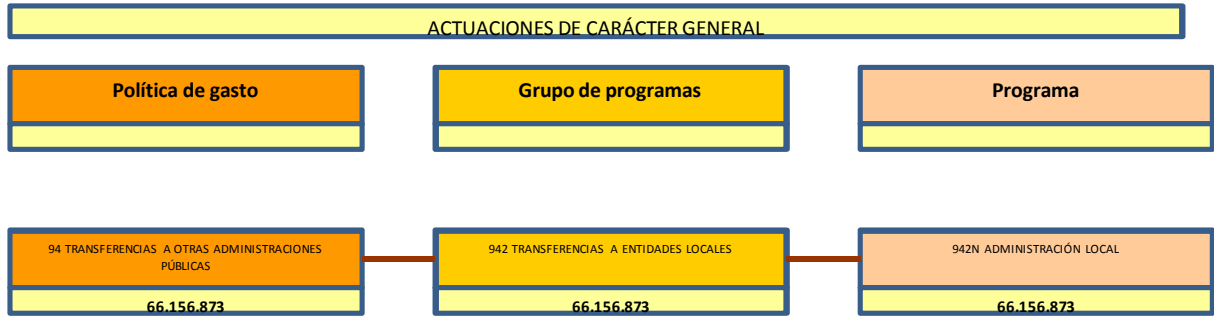 ACTUACIONES DE CARÁCTER GENERAL
Política de gasto
Grupo de programas
Programa
94 TRANSFERENCIAS A OTRAS ADMINISTRACIONES
PÚBLICAS
942 TRANSFERENCIAS A ENTIDADES LOCALES
942N ADMINISTRACIÓN LOCAL
66.156.873
66.156.873
66.156.873